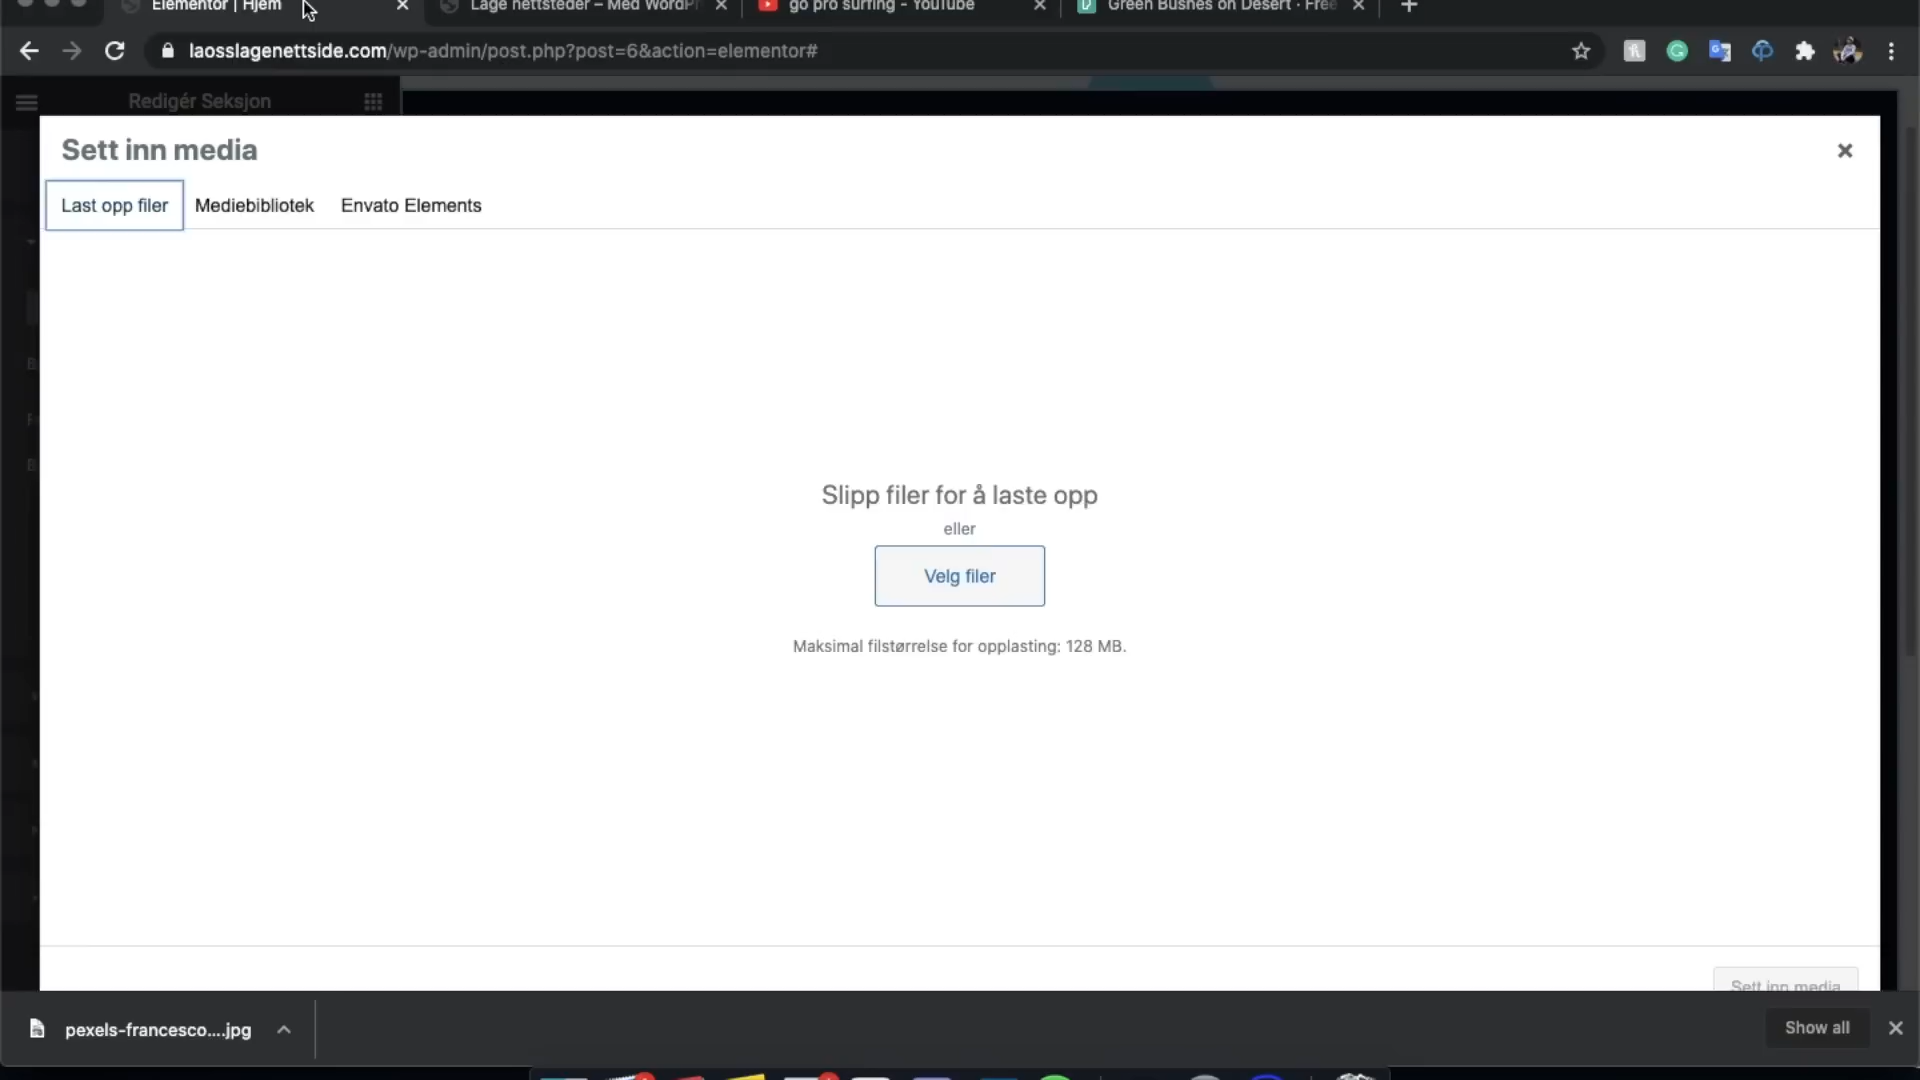 Elementor | Hjem
Lage nettsteder – Med WordPr
go pro surfing - YouTube
Green Bushes on Desert · Free
laosslagenettside.com/wp-admin/post.php?post=6&action=elementor#
Redigér Seksjon
Sett inn media
Last opp filer
Mediebibliotek
Envato Elements
Slipp filer for å laste opp
eller
Velg filer
Maksimal filstørrelse for opplasting: 128 MB.
Sett inn media
pexels-francesco....jpg
Show all